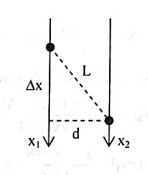 L
Δx
x₁ d x₂